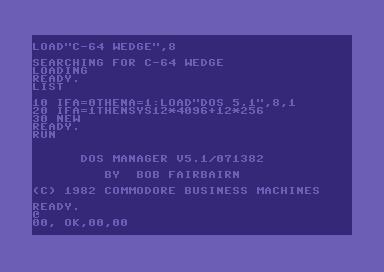 LOAD"C-64 WEDGE",8
SEARCHING FOR C-64 WEDGE
LOADING
READY.
LIST
10 IFA=0THENA=1:LOAD"DOS 5.1",8,1
20 IFA=1THENSYS12*4096+12*256
30 NEW
READY.
RUN
DOS MANAGER V5.1/071382
BY  BOB FAIRBAIRN
(C) 1982 COMMODORE BUSINESS MACHINES
READY.
@
00, OK,00,00